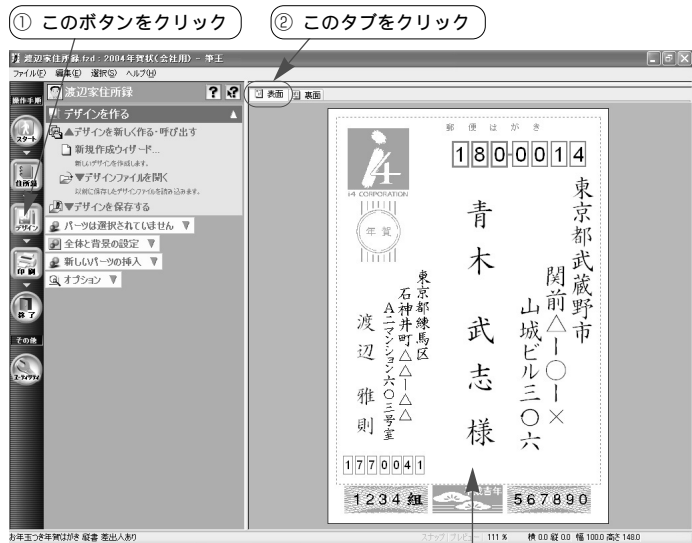 ① このボタンをクリック
② このタブをクリック
渡辺家住所録.fzd : 2004年賀状(会社用) - 筆王
ファイル(F) 編集(E) 選択(S) ヘルプ(H)
操作手順
スタート
住所録
デザイン
印刷
終了
その他
ユーティリティ
渡辺家住所録
デザインを作る
▲デザインを新しく作る・呼び出す
新規作成ウィザード...
新しいデザインを作成します。
▼デザインファイルを開く
以前に保存したデザインファイルを読み込みます。
▼デザインを保存する
パーツは選択されていません ▼
全体と背景の設定 ▼
新しいパーツの挿入 ▼
オプション ▼
表面
裏面
郵便はがき
180-0014
i4
i4 CORPORATION
年賀
東京都武蔵野市
関前△ー○ー×
山城ビル三〇六
青木 武志 様
東京都練馬区
石神井町△△ー△△
Aニマンション六〇三号室
渡辺 雅則
1770041
1234組
567890
お年玉つき年賀はがき 縦書 差出人あり
スナップ プレビュー 111 % 横 0.0 縦 0.0 幅 100.0 高さ 148.0